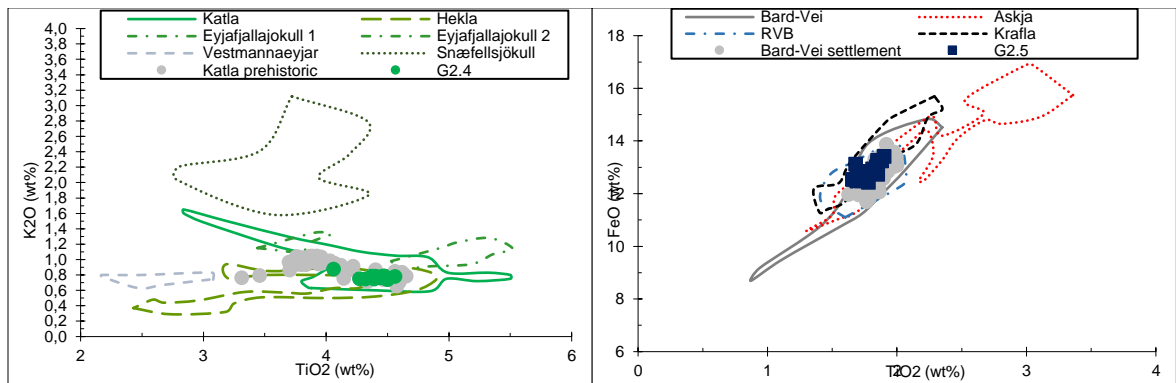 Katla
Hekla
Eyjafjallajokull 1
Eyjafjallajokull 2
Vestmannaeyjar
Snæfellsjökull
Katla prehistoric
G2.4
4,0
3,8
3,6
3,4
3,2
3,0
2,8
2,6
2,4
2,2
2,0
1,8
1,6
1,4
1,2
1,0
0,8
0,6
0,4
0,2
0,0
K2O (wt%)
2
3
4
5
6
TiO2 (wt%)
Bard-Vei
Askja
RVB
Krafla
Bard-Vei settlement
G2.5
18
16
14
12
10
8
6
FeO (wt%)
0
1
2
3
4
TiO2 (wt%)